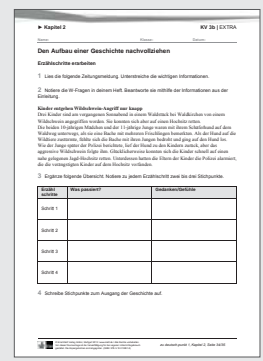 ► Kapitel 2 KV 3b | EXTRA
Name: Klasse: Datum:
Den Aufbau einer Geschichte nachvollziehen
Erzählschritte erarbeiten
1 Lies die folgende Zeitungsmeldung. Unterstreiche die wichtigen Informationen.
2 Notiere die W-Fragen in deinem Heft. Beantworte sie mithilfe der Informationen aus der
Einleitung.
Kinder entgehen Wildschwein-Angriff nur knapp
Drei Kinder sind am vergangenen Sonnabend in einem Waldstück bei Waldkirchen von einem
Wildschwein angegriffen worden. Sie konnten sich aber auf einen Hochsitz retten.
Die beiden 10-jährigen Mädchen und der 11-jährige Junge waren mit ihrem Schäferhund auf dem
Waldweg unterwegs, als sie eine Bache mit mehreren Frischlingen bemerkten. Als der Hund auf die
Wildtiere zustürmte, fühlte sich die Bache mit ihren Jungen bedroht und ging auf den Hund los.
Wie der Junge später der Polizei berichtete, lief der Hund zu den Kindern zurück, aber das
aggressive Wildschwein folgte ihm. Glücklicherweise konnten sich die Kinder schnell auf einen
nahe gelegenen Jagd-Hochsitz retten. Unterdessen hatten die Eltern der Kinder die Polizei alarmiert,
die die verängstigten Kinder auf dem Hochsitz vorfanden.
3 Ergänze folgende Übersicht. Notiere zu jedem Erzählschritt zwei bis drei Stichpunkte.
Erzähl Was passiert? Gedanken/Gefühle
schritte
Schritt 1
Schritt 2
Schritt 3
Schritt 4
4 Schreibe Stichpunkte zum Ausgang der Geschichte auf.